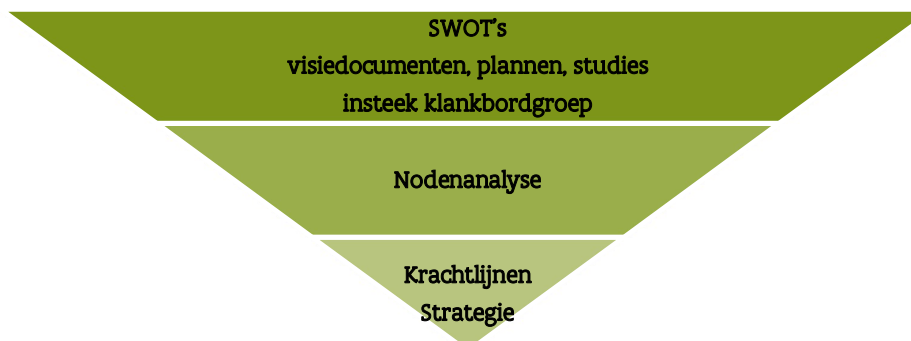 SWOT's
visiedocumenten, plannen, studies
insteek klankbordgroep
Nodenanalyse
Krachtlijnen
Strategie